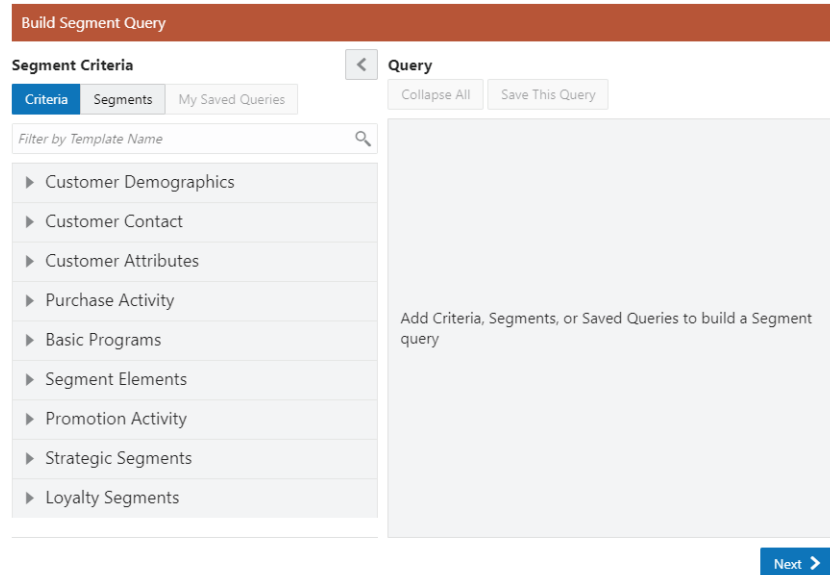 Build Segment Query
Segment Criteria
Criteria
Segments
My Saved Queries
Filter by Template Name
Customer Demographics
Customer Contact
Customer Attributes
Purchase Activity
Basic Programs
Segment Elements
Promotion Activity
Strategic Segments
Loyalty Segments
Query
Collapse All
Save This Query
Add Criteria, Segments, or Saved Queries to build a Segment
query
Next